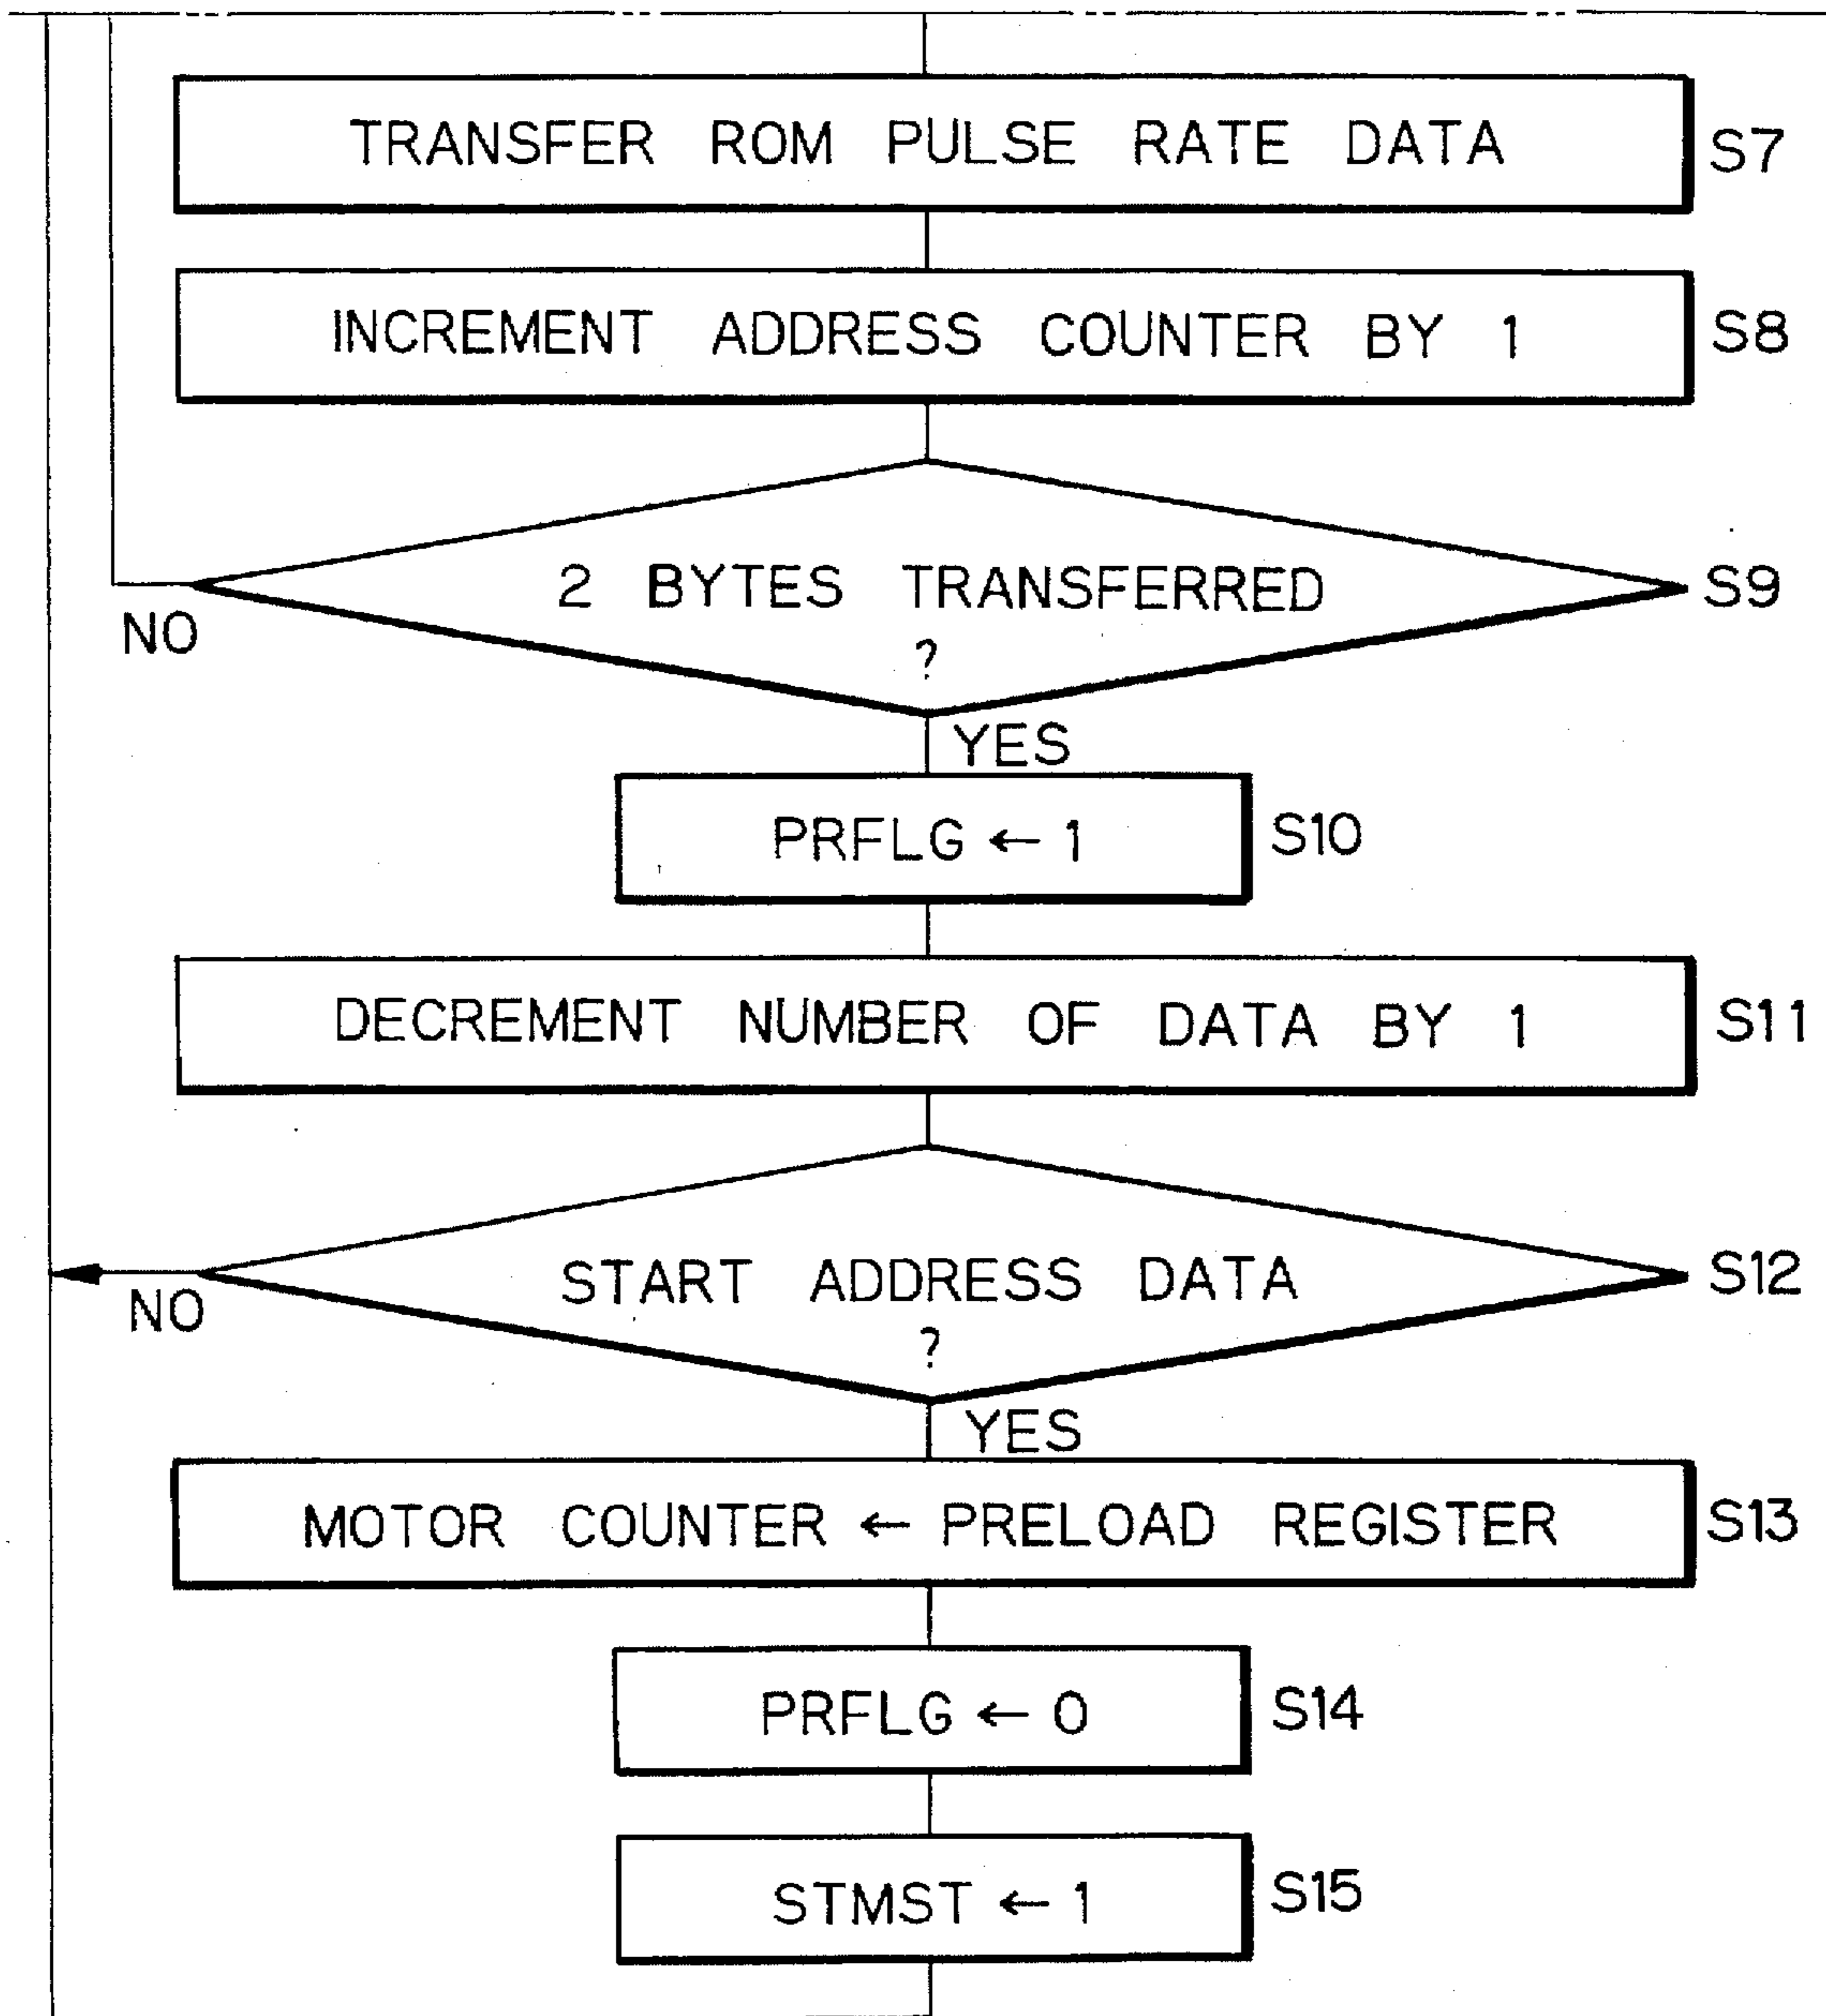 TRANSFER ROM PULSE RATE DATA S7
INCREMENT ADDRESS COUNTER BY 1 S8
2 BYTES TRANSFERRED S9
?
NO
YES
PRFLG ← 1 S10
DECREMENT NUMBER OF DATA BY 1 S11
START ADDRESS DATA S12
?
NO
YES
MOTOR COUNTER ← PRELOAD REGISTER S13
PRFLG ← 0 S14
STMST ← 1 S15